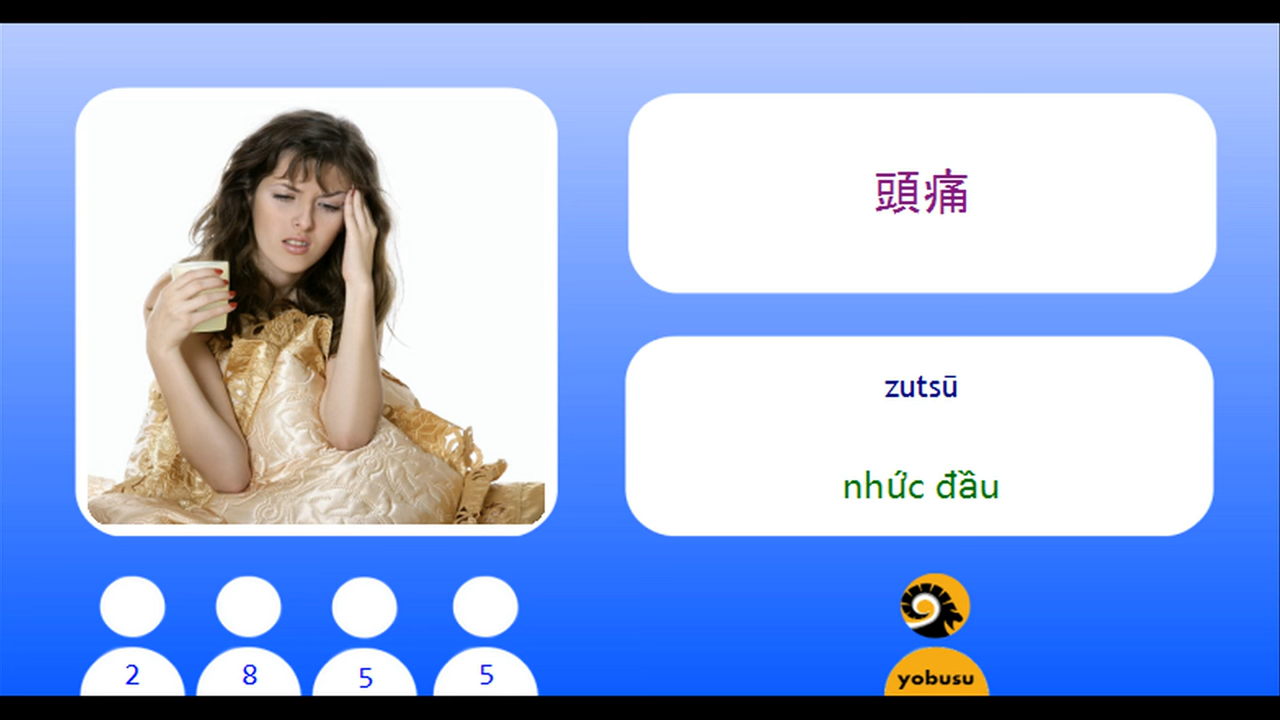 頭痛
zutsū
nhức đầu
2 8 5 5
yobusu